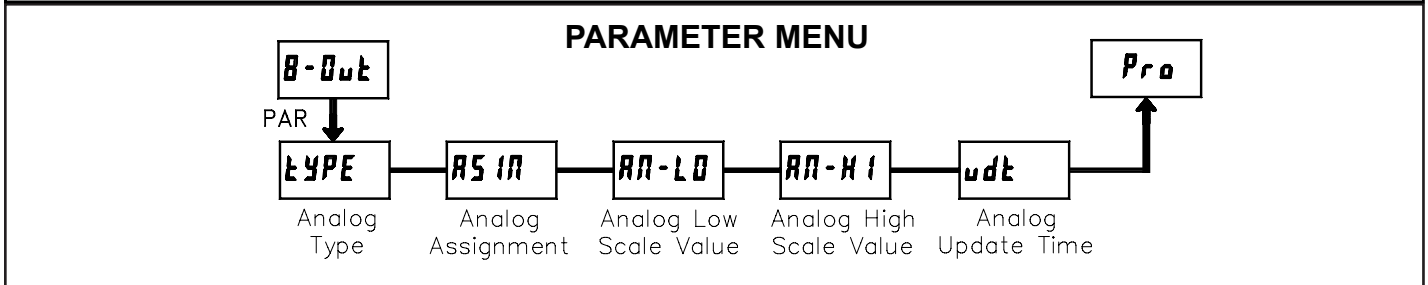 PARAMETER MENU
8-Out
Pro
PAR
tYPE
ASIN
AN-LO
AN-HI
udt
Analog Type
Analog Assignment
Analog Low Scale Value
Analog High Scale Value
Analog Update Time